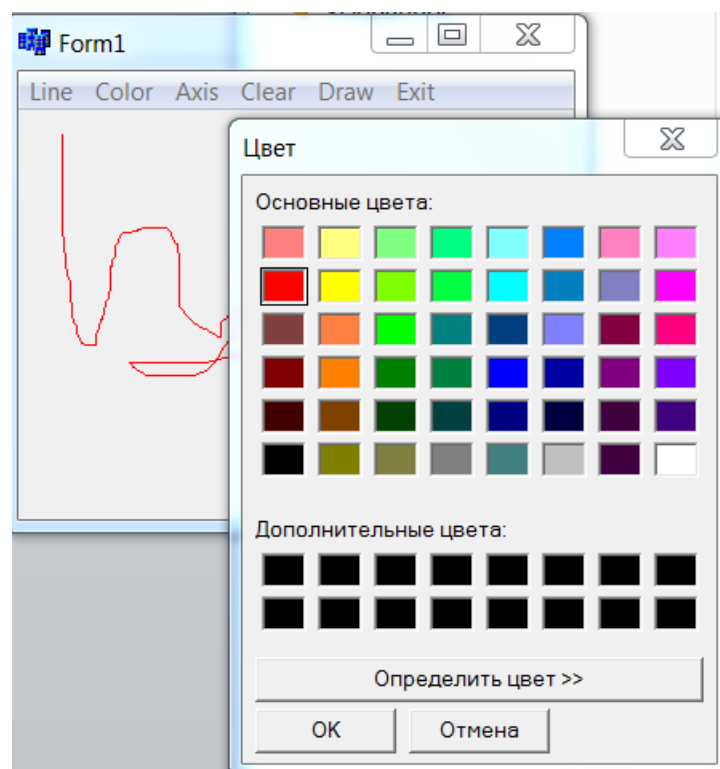 Form1
Line Color Axis Clear Draw Exit
Цвет
Основные цвета:
Дополнительные цвета:
Определить цвет >>
OK Отмена